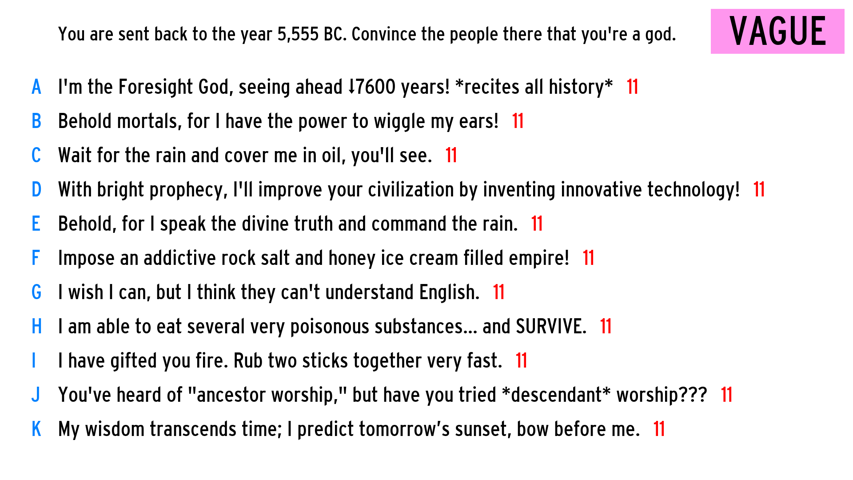 You are sent back to the year 5,555 BC. Convince the people there that you're a god.
VAGUE
A I'm the Foresight God, seeing ahead ⇂7600 years! *recites all history* 11
B Behold mortals, for I have the power to wiggle my ears! 11
C Wait for the rain and cover me in oil, you'll see. 11
D With bright prophecy, I'll improve your civilization by inventing innovative technology! 11
E Behold, for I speak the divine truth and command the rain. 11
F Impose an addictive rock salt and honey ice cream filled empire! 11
G I wish I can, but I think they can't understand English. 11
H I am able to eat several very poisonous substances... and SURVIVE. 11
I I have gifted you fire. Rub two sticks together very fast. 11
J You've heard of "ancestor worship," but have you tried *descendant* worship??? 11
K My wisdom transcends time; I predict tomorrow’s sunset, bow before me. 11